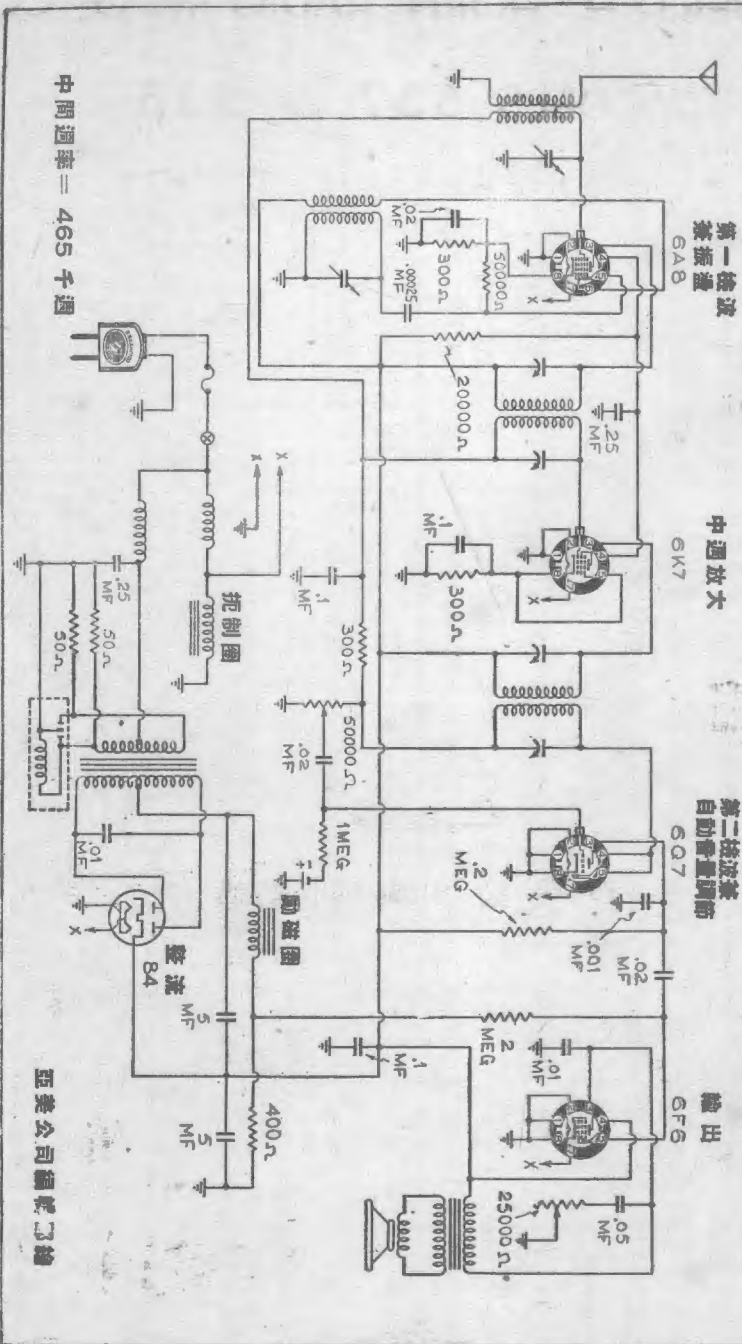 第一檢波
兼振盪
6A8
中週放大
6K7
第二檢波兼
自動音量調節
6Q7
輸出
6F6
.02
MF
300Ω
50000Ω
.00025
MF
X
20000Ω
.25
MF
.1
MF
300Ω
X
.2
MEG
X
.001
MF
.02
MF
2
MEG
.01
MF
X
25000Ω
.05
MF
.1
MF
300Ω
50000Ω
.02
MF
1MEG
勵磁圈
.1
MF
400Ω
5
MF
5
MF
X
X
扼制圈
.25
MF
50Ω
50Ω
.01
MF
X
整流
84
中間週率＝465千週
亞美公司編